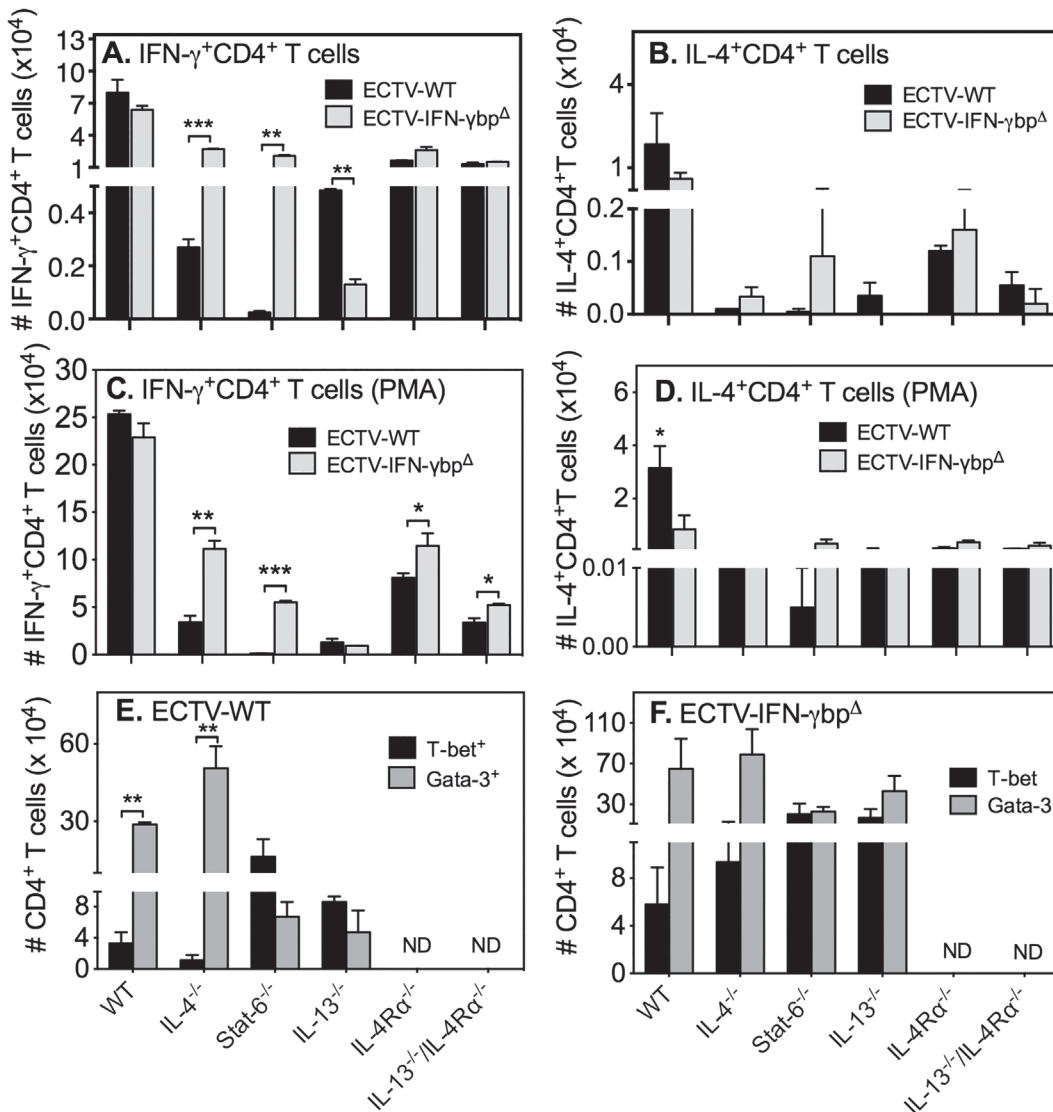 A. IFN-γ⁺CD4⁺ T cells
ECTV-WT
ECTV-IFN-γbpΔ
# IFN-γ⁺CD4⁺ T cells (x10⁴)
13
10
7
4
1
0.4
0.2
0.0
***
**
**
B. IL-4⁺CD4⁺ T cells
ECTV-WT
ECTV-IFN-γbpΔ
# IL-4⁺CD4⁺T cells (x10⁴)
4
1
0.2
0.1
0.0
C. IFN-γ⁺CD4⁺ T cells (PMA)
ECTV-WT
ECTV-IFN-γbpΔ
# IFN-γ⁺CD4⁺ T cells (x10⁴)
30
25
20
15
10
5
0
**
***
*
*
D. IL-4⁺CD4⁺ T cells (PMA)
ECTV-WT
ECTV-IFN-γbpΔ
# IL-4⁺CD4⁺T cells (x10⁴)
6
4
2
0.01
0.00
*
E. ECTV-WT
T-bet⁺
Gata-3⁺
# CD4⁺ T cells (x 10⁴)
60
30
8
4
0
**
**
ND
ND
WT
IL-4⁻/⁻
Stat-6⁻/⁻
IL-13⁻/⁻
IL-4Rα⁻/⁻
IL-13⁻/⁻/IL-4Rα⁻/⁻
F. ECTV-IFN-γbpΔ
T-bet
Gata-3
# CD4⁺ T cells (x 10⁴)
110
70
30
8
4
0
ND
ND
WT
IL-4⁻/⁻
Stat-6⁻/⁻
IL-13⁻/⁻
IL-4Rα⁻/⁻
IL-13⁻/⁻/IL-4Rα⁻/⁻